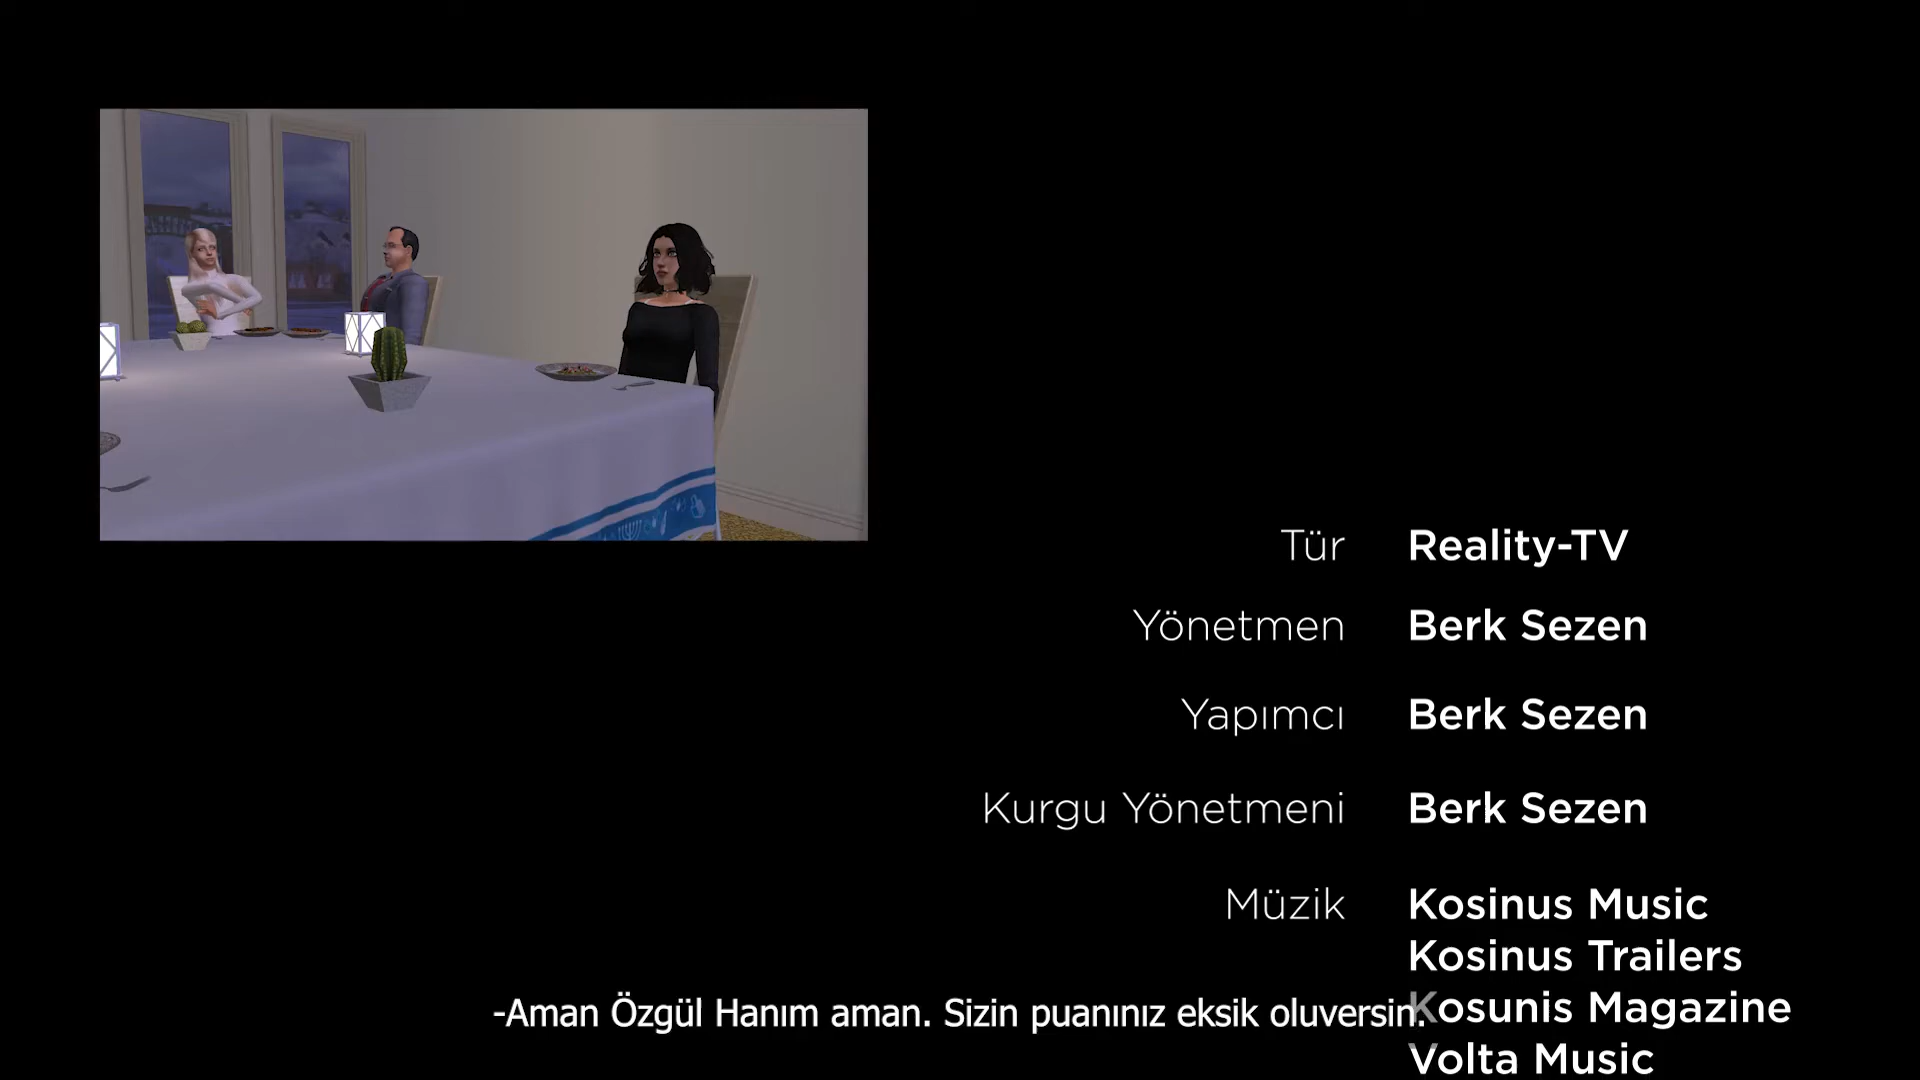 Tür Reality-TV
Yönetmen Berk Sezen
Yapımcı Berk Sezen
Kurgu Yönetmeni Berk Sezen
Müzik Kosinus Music
Kosinus Trailers
Kosunis Magazine
-Aman Özgül Hanım aman. Sizin puanınız eksik oluversin.
Volta Music